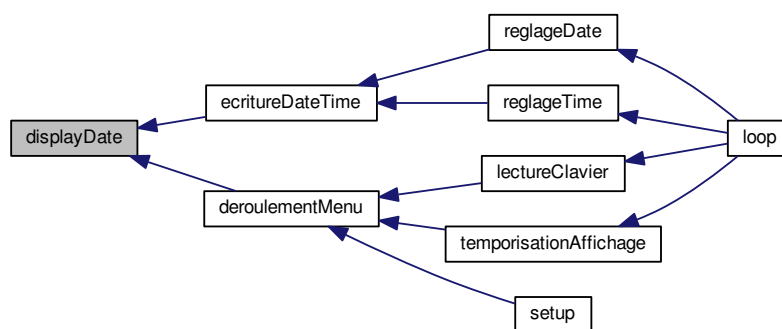 reglageDate
ecritureDateTime
reglageTime
displayDate
loop
lectureClavier
deroulementMenu
temporisationAffichage
setup